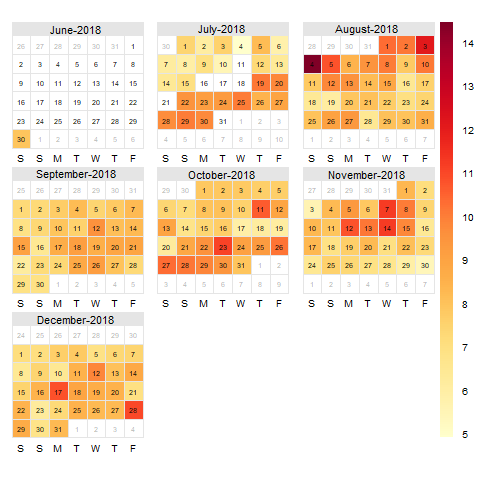 June-2018
26 27 28 29 30 31 1
2 3 4 5 6 7 8
9 10 11 12 13 14 15
16 17 18 19 20 21 22
23 24 25 26 27 28 29
30 1 2 3 4 5 6
S S M T W T F
July-2018
30 1 2 3 4 5 6
7 8 9 10 11 12 13
14 15 16 17 18 19 20
21 22 23 24 25 26 27
28 29 30 31 1 2 3
4 5 6 7 8 9 10
S S M T W T F
August-2018
28 29 30 31 1 2 3
4 5 6 7 8 9 10
11 12 13 14 15 16 17
18 19 20 21 22 23 24
25 26 27 28 29 30 31
1 2 3 4 5 6 7
S S M T W T F
September-2018
25 26 27 28 29 30 31
1 2 3 4 5 6 7
8 9 10 11 12 13 14
15 16 17 18 19 20 21
22 23 24 25 26 27 28
29 30 1 2 3 4 5
S S M T W T F
October-2018
29 30 1 2 3 4 5
6 7 8 9 10 11 12
13 14 15 16 17 18 19
20 21 22 23 24 25 26
27 28 29 30 31 1 2
3 4 5 6 7 8 9
S S M T W T F
November-2018
27 28 29 30 31 1 2
3 4 5 6 7 8 9
10 11 12 13 14 15 16
17 18 19 20 21 22 23
24 25 26 27 28 29 30
1 2 3 4 5 6 7
S S M T W T F
December-2018
24 25 26 27 28 29 30
1 2 3 4 5 6 7
8 9 10 11 12 13 14
15 16 17 18 19 20 21
22 23 24 25 26 27 28
29 30 31 1 2 3 4
S S M T W T F
14
13
12
11
10
9
8
7
6
5